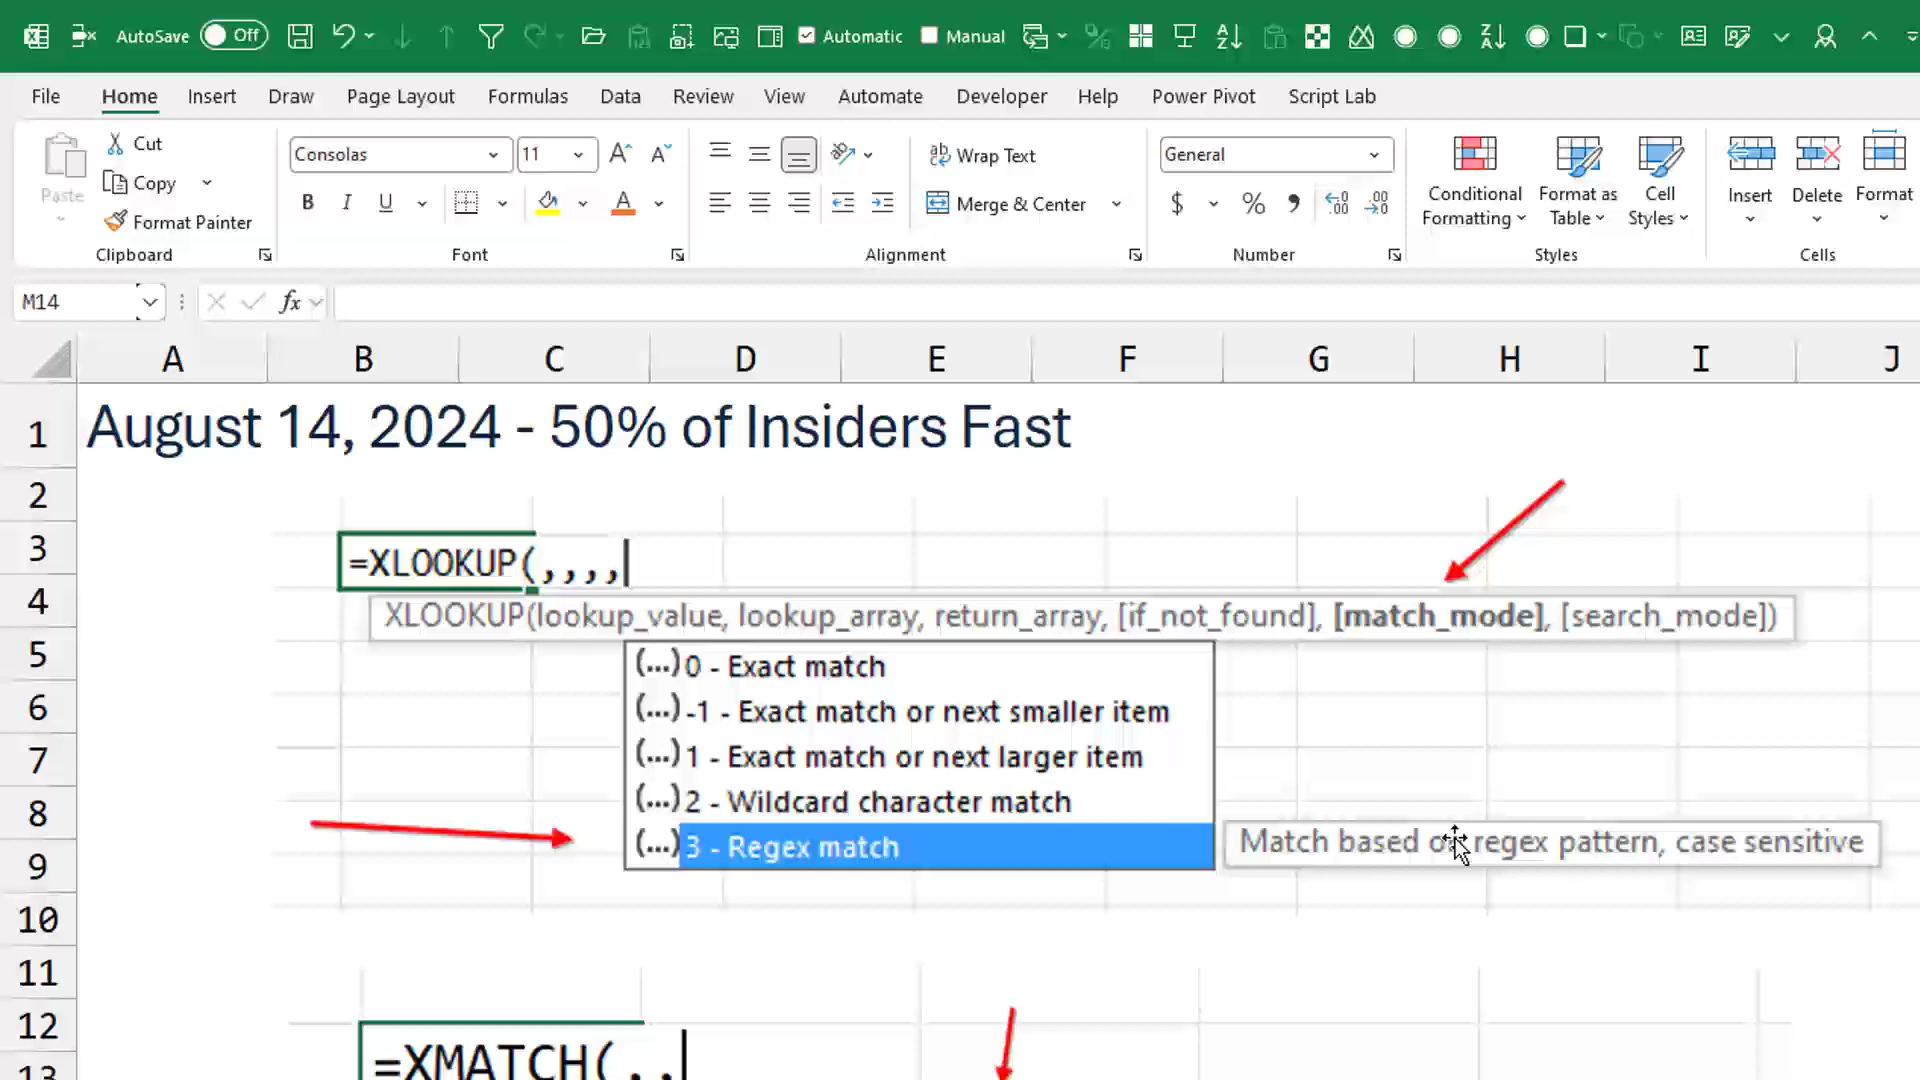 AutoSave Off Automatic Manual
File Home Insert Draw Page Layout Formulas Data Review View Automate Developer Help Power Pivot Script Lab
Paste
Cut
Copy
Format Painter
Clipboard
Consolas 11
B I U A
Font
Wrap Text
Merge & Center
Alignment
General
$ % ,
Number
Conditional Formatting
Format as Table
Cell Styles
Styles
Insert Delete Format
Cells
M14 fx
A B C D E F G H I J
1 August 14, 2024 - 50% of Insiders Fast
2
3 =XLOOKUP(,,,,
4 XLOOKUP(lookup_value, lookup_array, return_array, [if_not_found], [match_mode], [search_mode])
5 (...) 0 - Exact match
6 (...) -1 - Exact match or next smaller item
7 (...) 1 - Exact match or next larger item
8 (...) 2 - Wildcard character match
9 (...) 3 - Regex match Match based on regex pattern, case sensitive
10
11
12
13 =XMATCH(,,